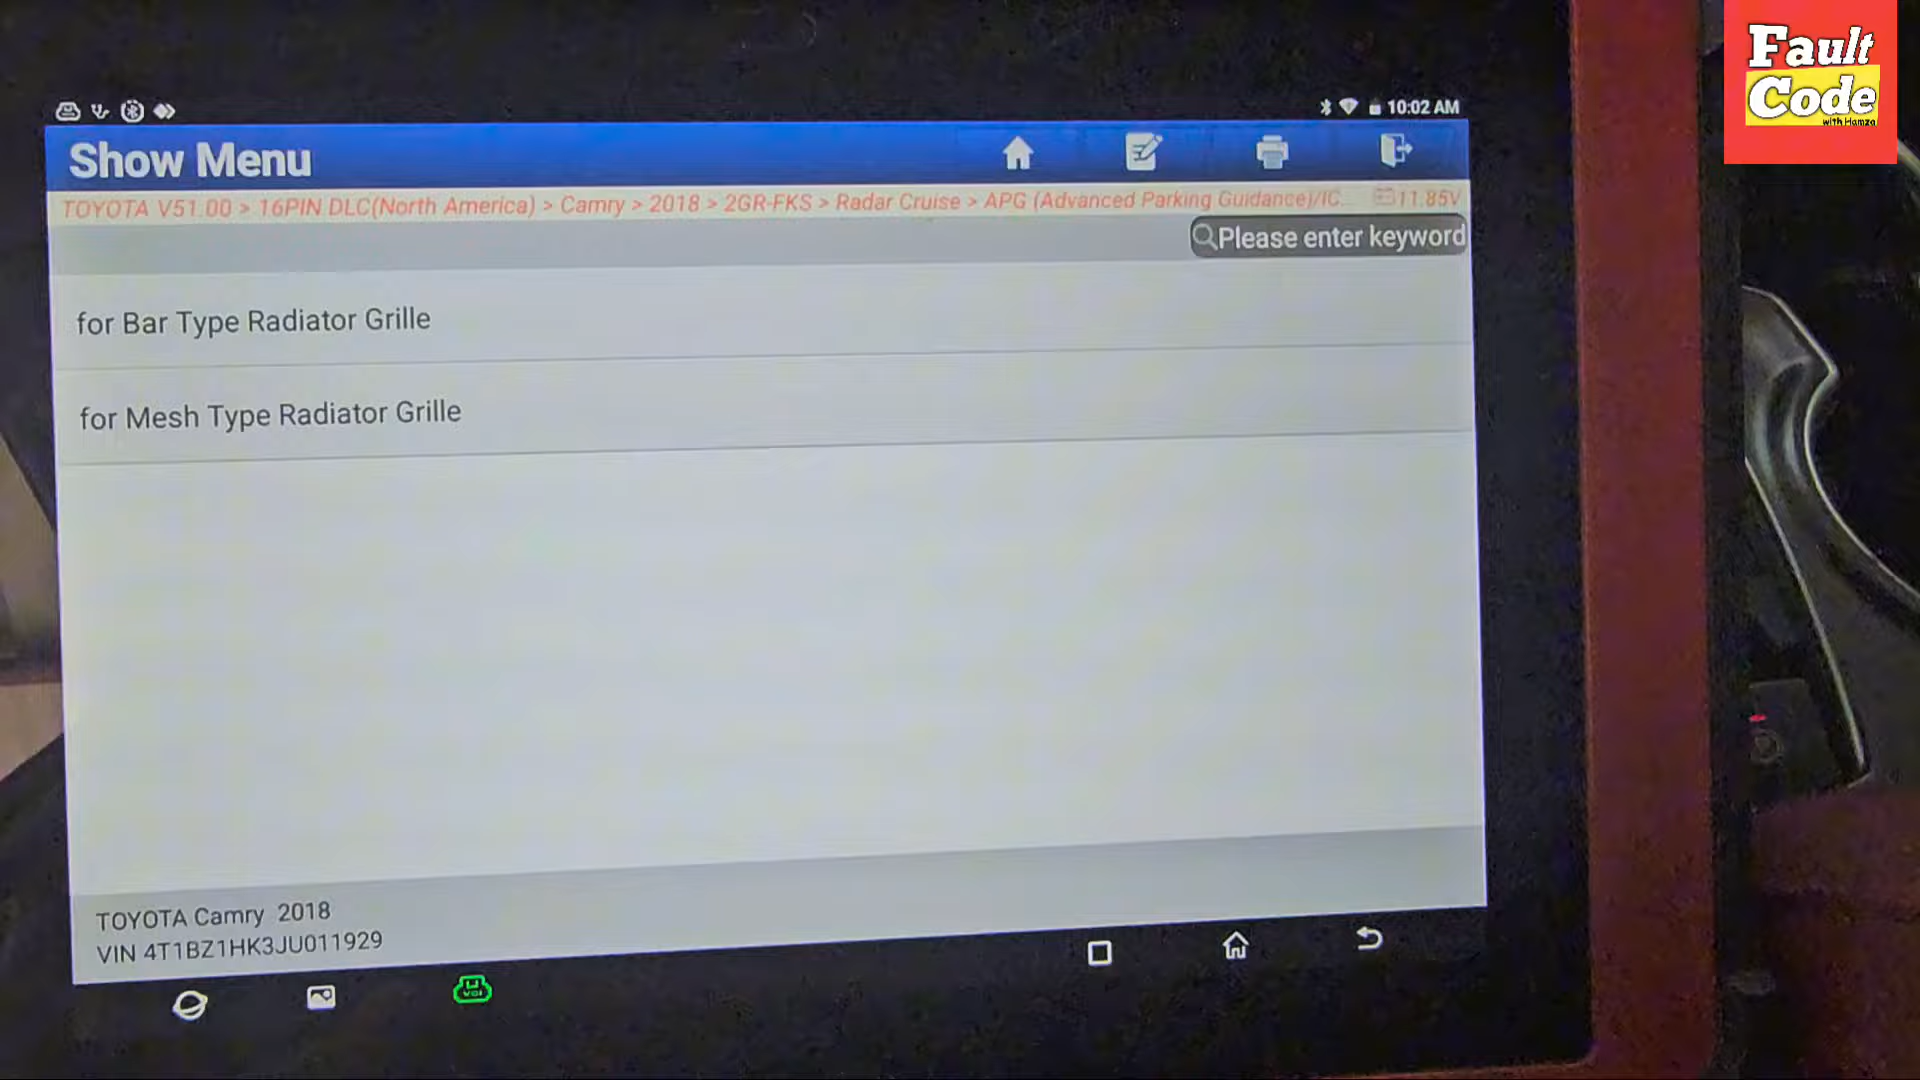 Fault
Code
with Hamza
10:02 AM
Show Menu
TOYOTA V51.00 > 16PIN DLC(North America) > Camry > 2018 > 2GR-FKS > Radar Cruise > APG (Advanced Parking Guidance)/IC... 11.85V
Please enter keyword
for Bar Type Radiator Grille
for Mesh Type Radiator Grille
TOYOTA Camry 2018
VIN 4T1BZ1HK3JU011929
VCI